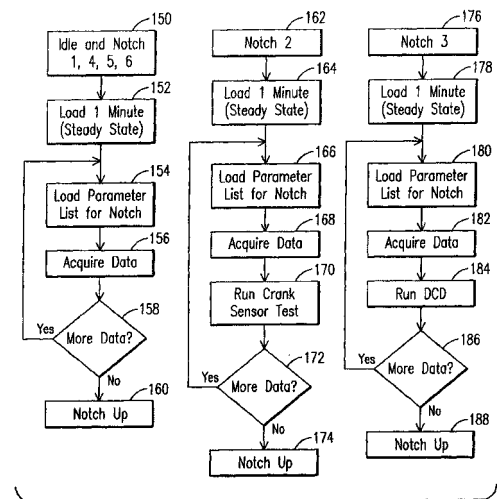 150
Idle and Notch
1, 4, 5, 6
152
Load 1 Minute
(Steady State)
154
Load Parameter
List for Notch
156
Acquire Data
158
More Data?
Yes
No
160
Notch Up
162
Notch 2
164
Load 1 Minute
(Steady State)
166
Load Parameter
List for Notch
168
Acquire Data
170
Run Crank
Sensor Test
172
More Data?
Yes
No
174
Notch Up
176
Notch 3
178
Load 1 Minute
(Steady State)
180
Load Parameter
List for Notch
182
Acquire Data
184
Run DCD
186
More Data?
Yes
No
188
Notch Up